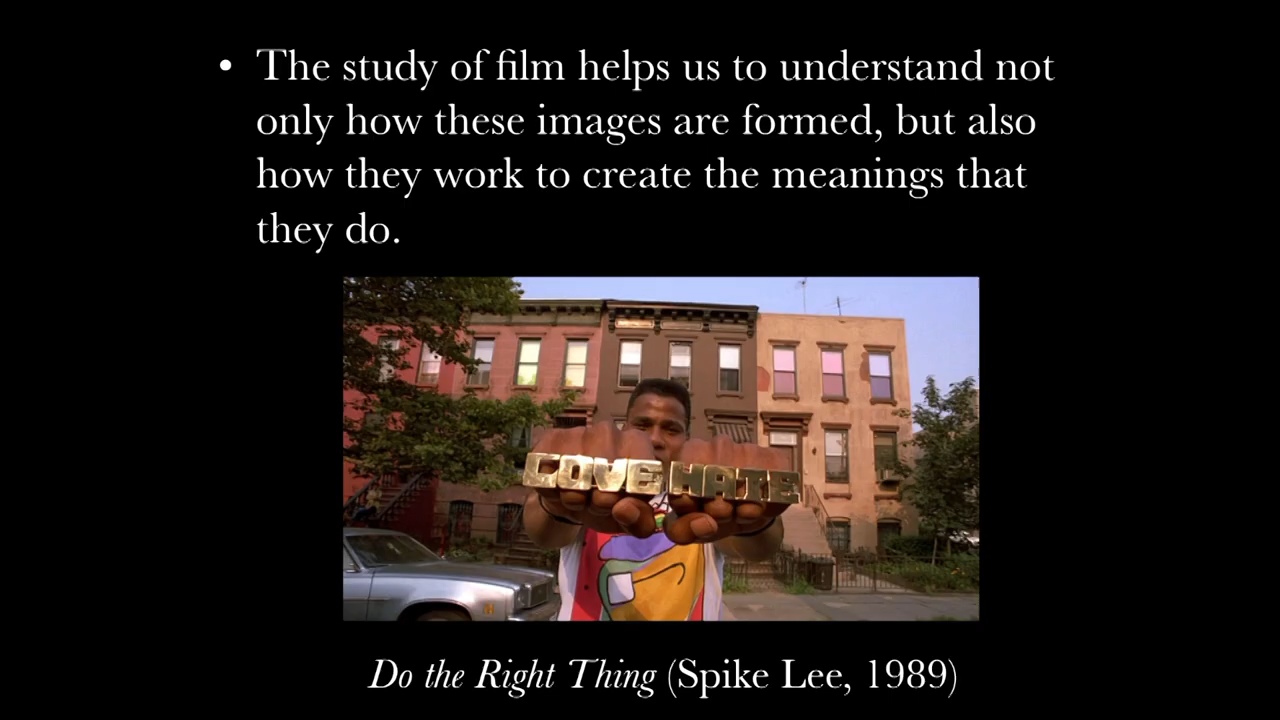 • The study of film helps us to understand not
only how these images are formed, but also
how they work to create the meanings that
they do.
LOVE HATE
Do the Right Thing (Spike Lee, 1989)